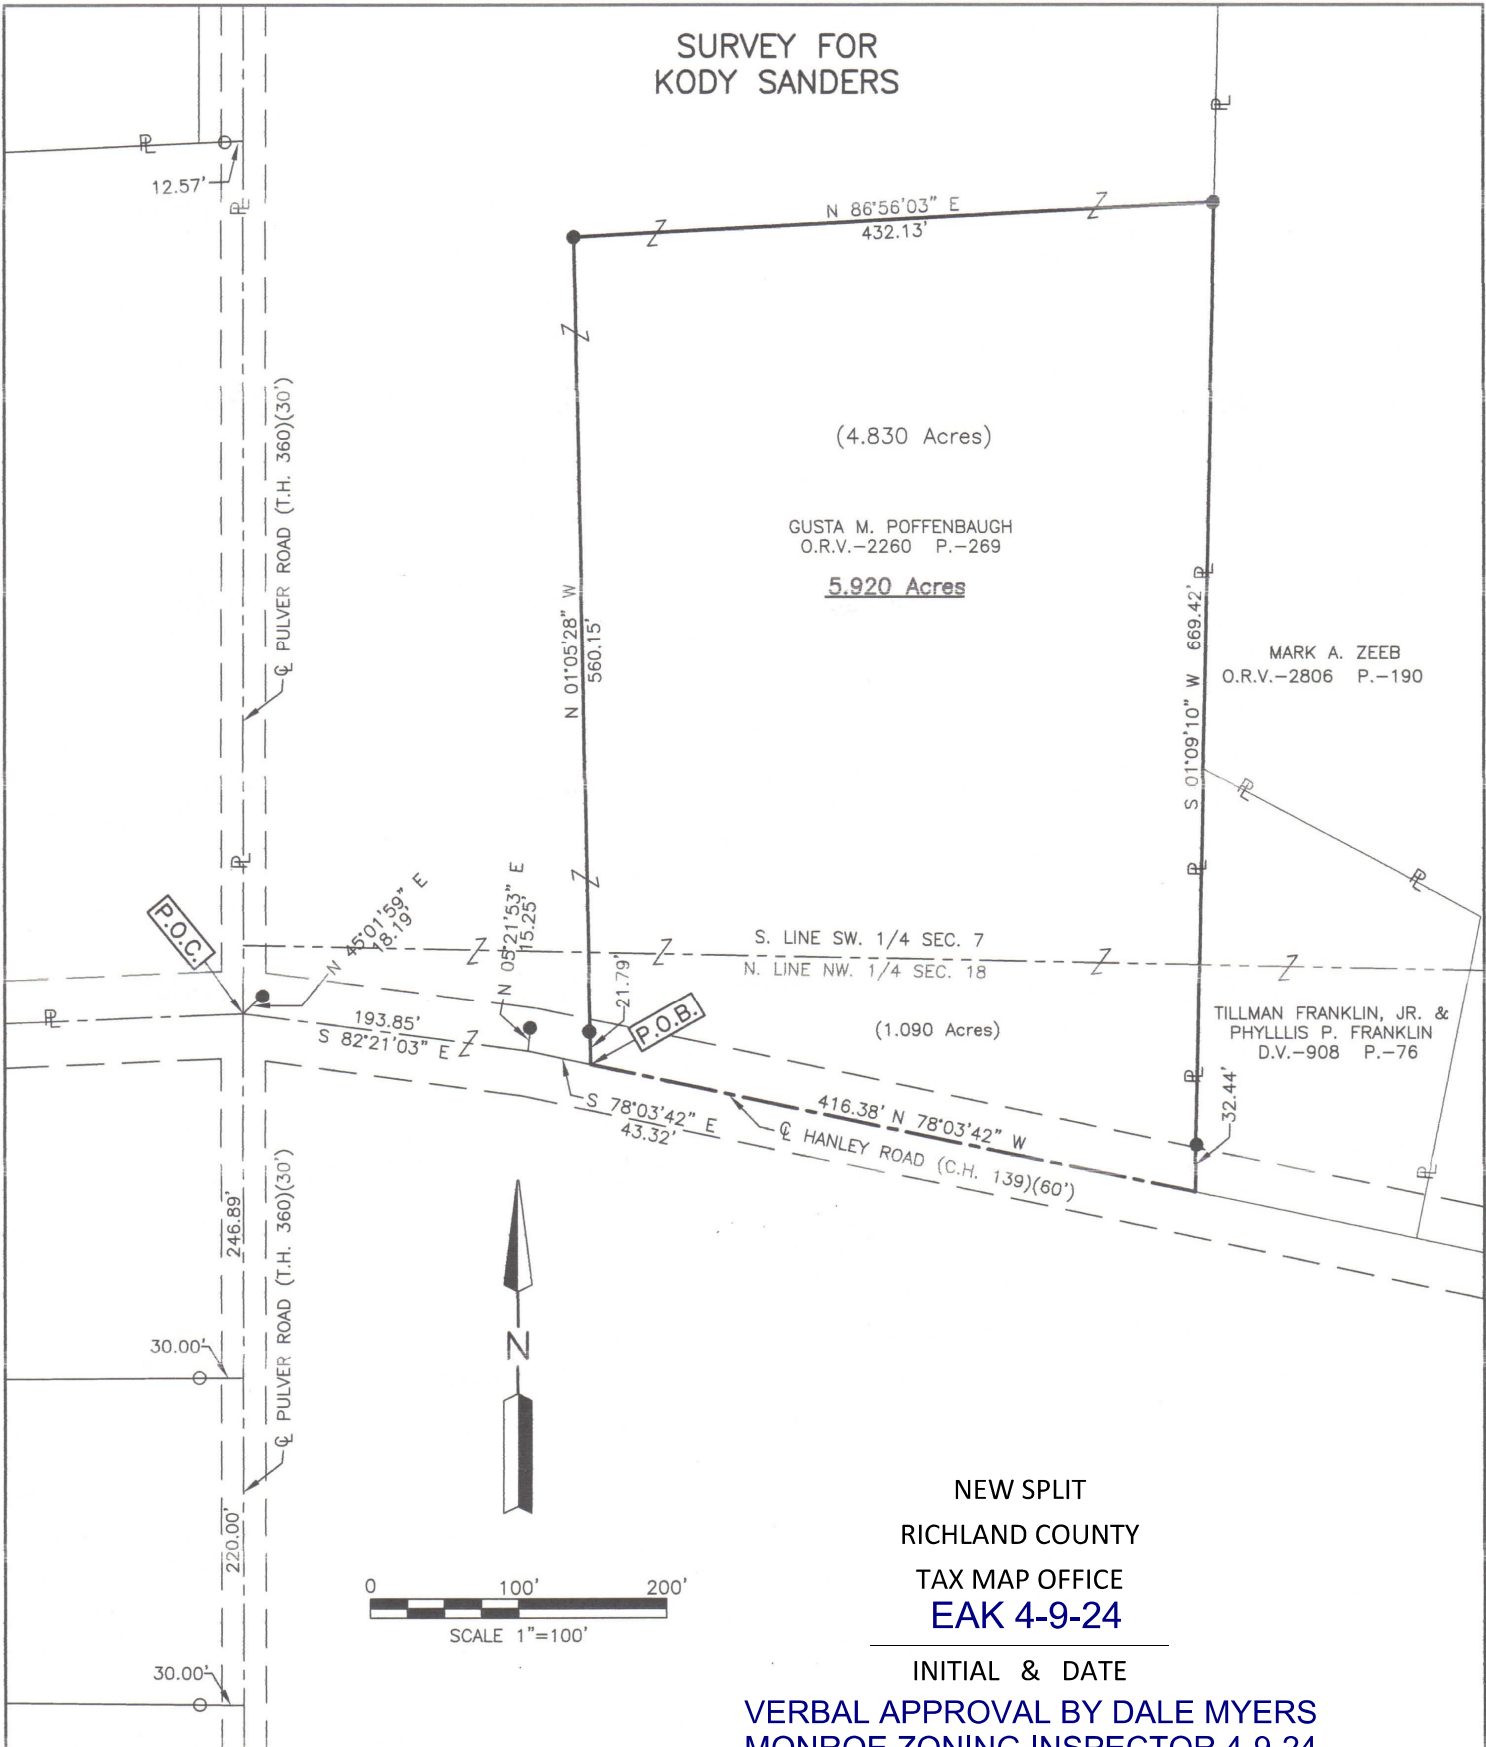 SURVEY FOR
KODY SANDERS
12.57'
N 86°56'03" E
432.13'
℄ PULVER ROAD (T.H. 360)(30')
(4.830 Acres)
GUSTA M. POFFENBAUGH
O.R.V.-2260 P.-269
5.920 Acres
N 01°05'28" W
560.15'
S 01°09'10" W 669.42'
MARK A. ZEEB
O.R.V.-2806 P.-190
P.O.C.
N 45°01'59" E
18.19'
N 05°21'53" E
15.25'
S. LINE SW. 1/4 SEC. 7
N. LINE NW. 1/4 SEC. 18
21.79'
P.O.B.
(1.090 Acres)
TILLMAN FRANKLIN, JR. &
PHYLLLIS P. FRANKLIN
D.V.-908 P.-76
193.85'
S 82°21'03" E
S 78°03'42" E
43.32'
416.38' N 78°03'42" W
℄ HANLEY ROAD (C.H. 139)(60')
32.44'
246.89'
℄ PULVER ROAD (T.H. 360)(30')
N
30.00'
220.00'
30.00'
0 100' 200'
SCALE 1"=100'
NEW SPLIT
RICHLAND COUNTY
TAX MAP OFFICE
EAK 4-9-24
INITIAL & DATE
VERBAL APPROVAL BY DALE MYERS
MONROE ZONING INSPECTOR 4-9-24